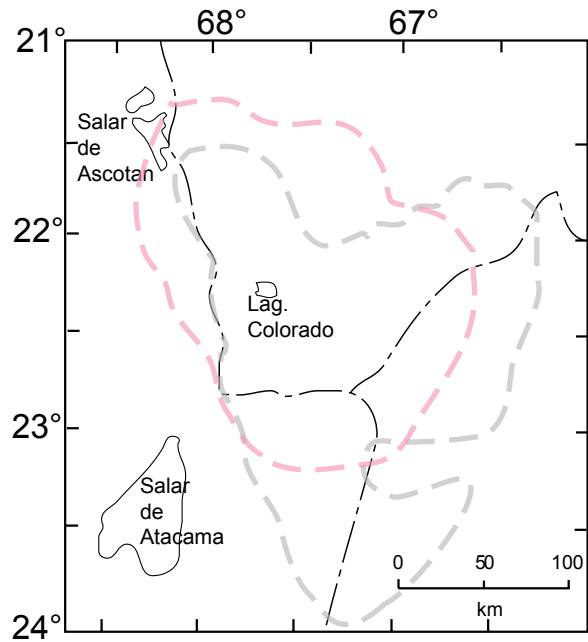 68° 67°
21°
Salar
de
Ascotan
22°
Lag.
Colorado
23°
Salar
de
Atacama
0 50 100
km
24°